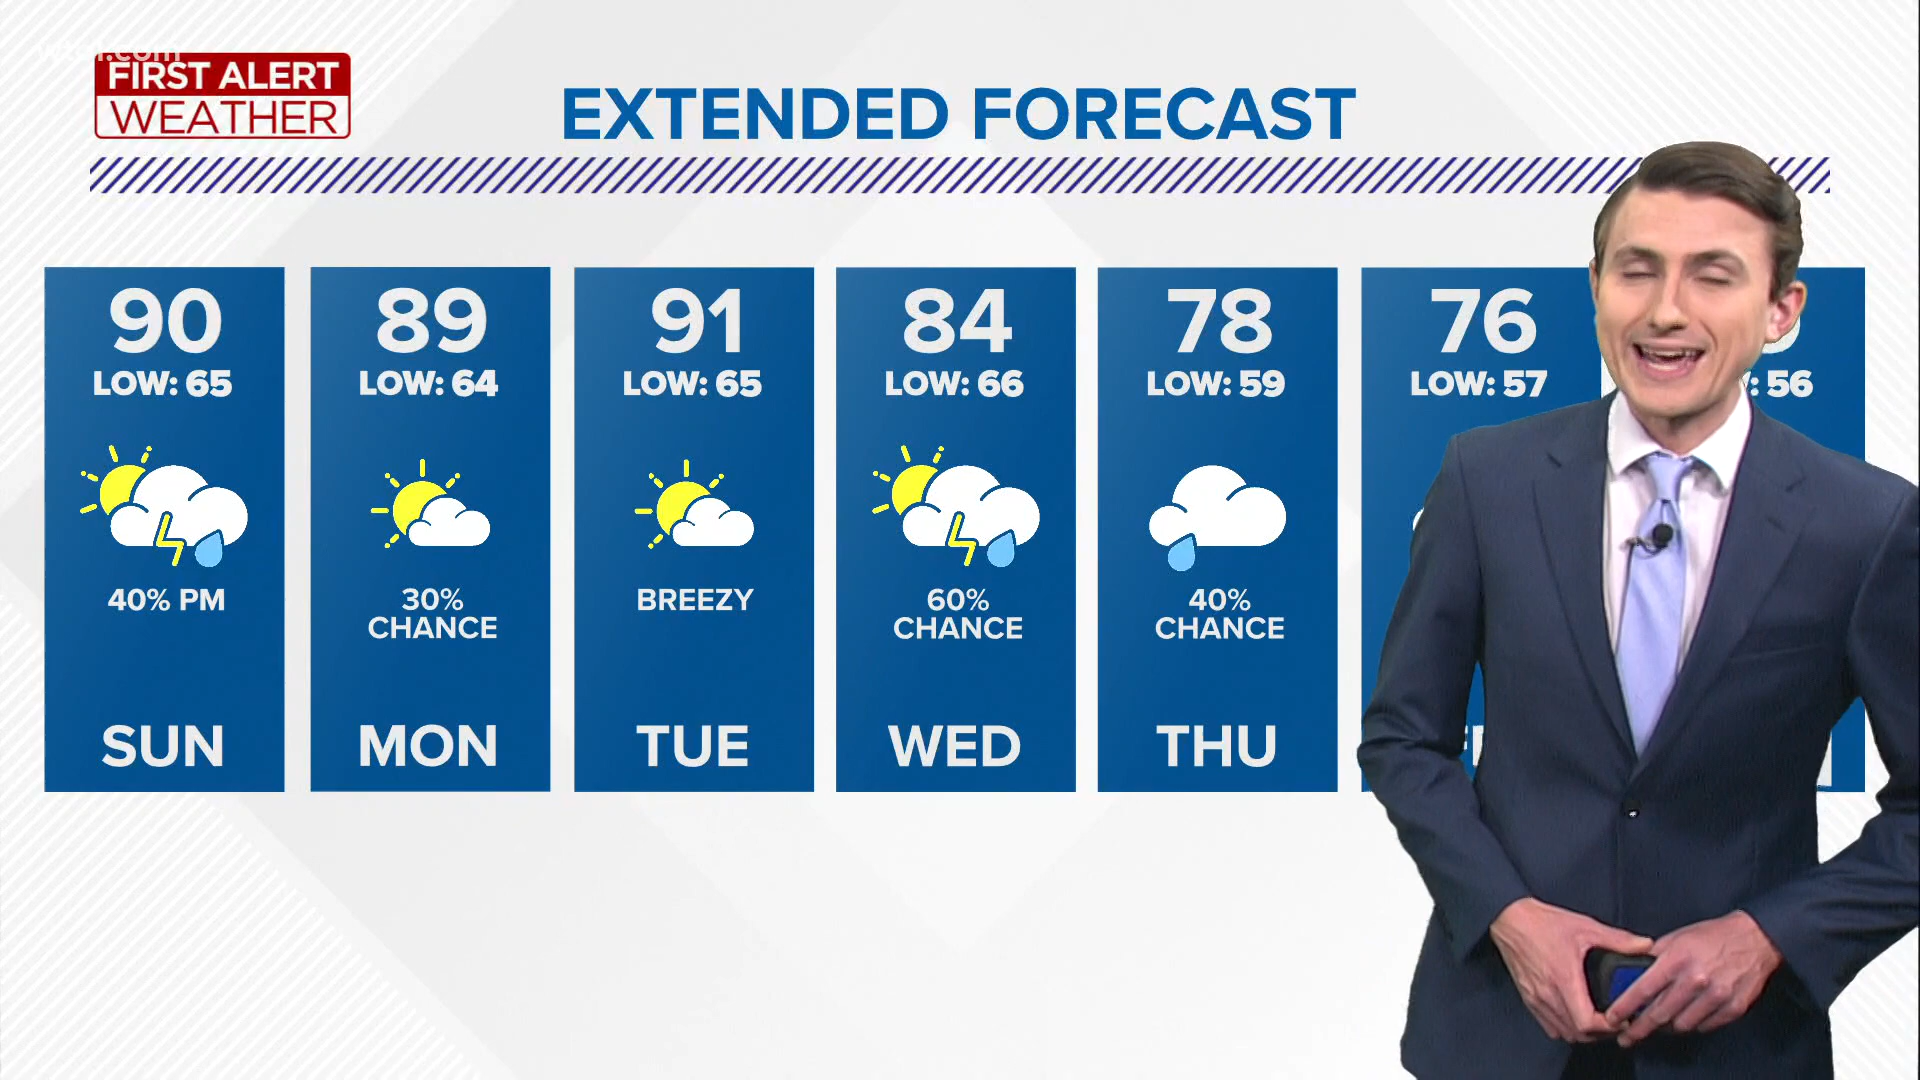 FIRST ALERT
WEATHER
EXTENDED FORECAST
90
LOW: 65
40% PM
SUN
89
LOW: 64
30%
CHANCE
MON
91
LOW: 65
BREEZY
TUE
84
LOW: 66
60%
CHANCE
WED
78
LOW: 59
40%
CHANCE
THU
76
LOW: 57
56